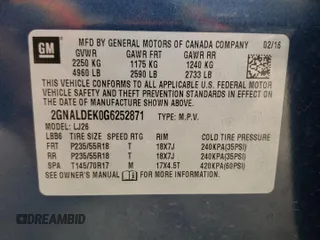 GM
MFD BY GENERAL MOTORS OF CANADA COMPANY 02/16
GVWR GAWR FRT GAWR RR
2250 KG 1175 KG 1240 KG
4960 LB 2590 LB 2733 LB
THIS VEHICLE CONFORMS TO ALL APPLICABLE U.S. FEDERAL MOTOR
VEHICLE SAFETY AND THEFT PREVENTION STANDARDS IN EFFECT ON
THE DATE OF MANUFACTURE SHOWN ABOVE.
2GNALDEK0G6252871 TYPE: M.P.V.
MODEL: LJ26
LBB6 TIRE SIZE SPEED RTG RIM COLD TIRE PRESSURE
FRT P235/55R18 T 18X7J 240KPA(35PSI)
RR P235/55R18 T 18X7J 240KPA(35PSI)
SPA T145/70R17 M 17X4.5T 420KPA(60PSI)
SEE OWNER'S MANUAL FOR ADDITIONAL INFORMATION.
DREAMBID